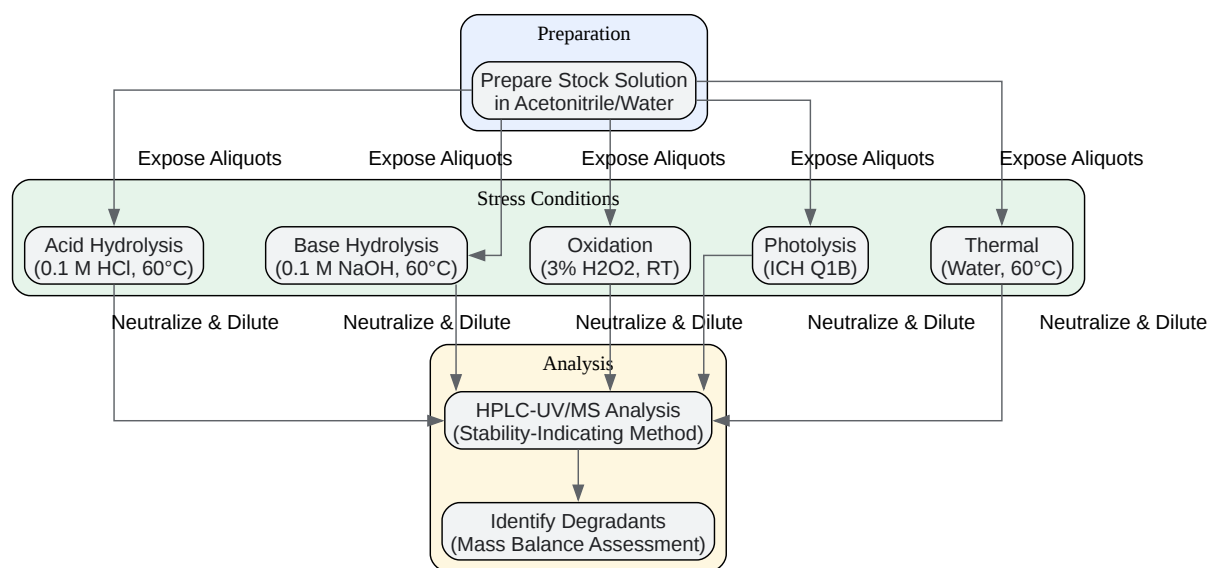 Preparation
Prepare Stock Solution
in Acetonitrile/Water
Expose Aliquots
Expose Aliquots
Expose Aliquots
Expose Aliquots
Expose Aliquots
Stress Conditions
Acid Hydrolysis
(0.1 M HCl, 60°C)
Base Hydrolysis
(0.1 M NaOH, 60°C)
Oxidation
(3% H2O2, RT)
Photolysis
(ICH Q1B)
Thermal
(Water, 60°C)
Neutralize & Dilute
Neutralize & Dilute
Neutralize & Dilute
Neutralize & Dilute
Neutralize & Dilute
Analysis
HPLC-UV/MS Analysis
(Stability-Indicating Method)
Identify Degradants
(Mass Balance Assessment)